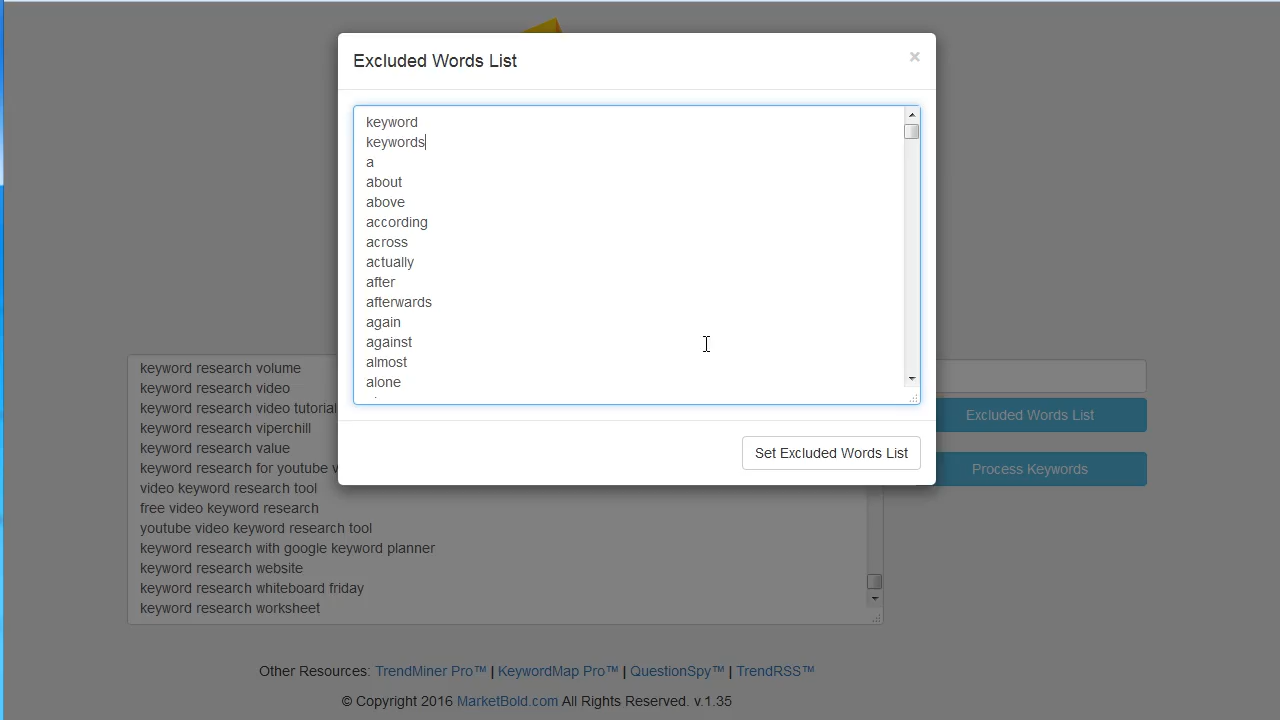 Excluded Words List
×
keyword
keywords
a
about
above
according
across
actually
after
afterwards
again
against
almost
alone
Set Excluded Words List
keyword research volume
keyword research video
keyword research video tutorial
keyword research viperchill
keyword research value
keyword research for youtube v
video keyword research tool
free video keyword research
youtube video keyword research tool
keyword research with google keyword planner
keyword research website
keyword research whiteboard friday
keyword research worksheet
Excluded Words List
Process Keywords
Other Resources: TrendMiner Pro™ | KeywordMap Pro™ | QuestionSpy™ | TrendRSS™
© Copyright 2016 MarketBold.com All Rights Reserved. v.1.35